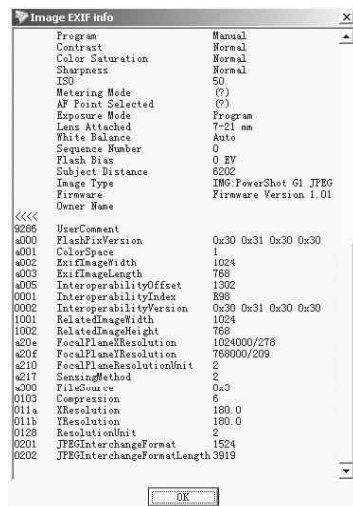 Image EXIF info
Program Manual
Contrast Normal
Color Saturation Normal
Sharpness Normal
ISO 50
Metering Mode (?)
AF Point Selected (?)
Exposure Mode Program
Lens Attached 7-21 mm
White Balance Auto
Sequence Number 0
Flash Bias 0 EV
Subject Distance 6202
Image Type IMG:PowerShot G1 JPEG
Firmware Firmware Version 1.01
Owner Name
<<<<
9286 UserComment
a000 FlashPixVersion 0x30 0x31 0x30 0x30
a001 ColorSpace 1
a002 ExifImageWidth 1024
a003 ExifImageLength 768
a005 InteroperabilityOffset 1302
0001 InteroperabilityIndex R98
0002 InteroperabilityVersion 0x30 0x31 0x30 0x30
1001 RelatedImageWidth 1024
1002 RelatedImageHeight 768
a20e FocalPlaneXResolution 1024000/278
a20f FocalPlaneYResolution 768000/209
a210 FocalPlaneResolutionUnit 2
a217 SensingMethod 2
a300 FileSource 0x3
0103 Compression 6
011a XResolution 180.0
011b YResolution 180.0
0128 ResolutionUnit 2
0201 JPEGInterchangeFormat 1524
0202 JPEGInterchangeFormatLength 3919
OK